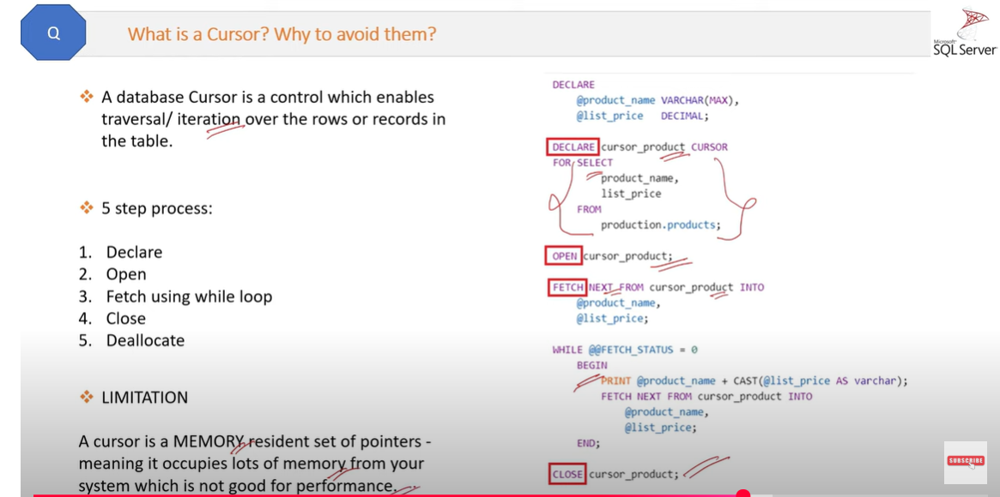 Q
What is a Cursor? Why to avoid them?
Microsoft
SQL Server
❖ A database Cursor is a control which enables
traversal/ iteration over the rows or records in
the table.
❖ 5 step process:
1. Declare
2. Open
3. Fetch using while loop
4. Close
5. Deallocate
❖ LIMITATION
A cursor is a MEMORY resident set of pointers -
meaning it occupies lots of memory from your
system which is not good for performance.
DECLARE
@product_name VARCHAR(MAX),
@list_price DECIMAL;
DECLARE cursor_product CURSOR
FOR SELECT
product_name,
list_price
FROM
production.products;
OPEN cursor_product;
FETCH NEXT FROM cursor_product INTO
@product_name,
@list_price;
WHILE @@FETCH_STATUS = 0
BEGIN
PRINT @product_name + CAST(@list_price AS varchar);
FETCH NEXT FROM cursor_product INTO
@product_name,
@list_price;
END;
CLOSE cursor_product;
SUBSCRIBE